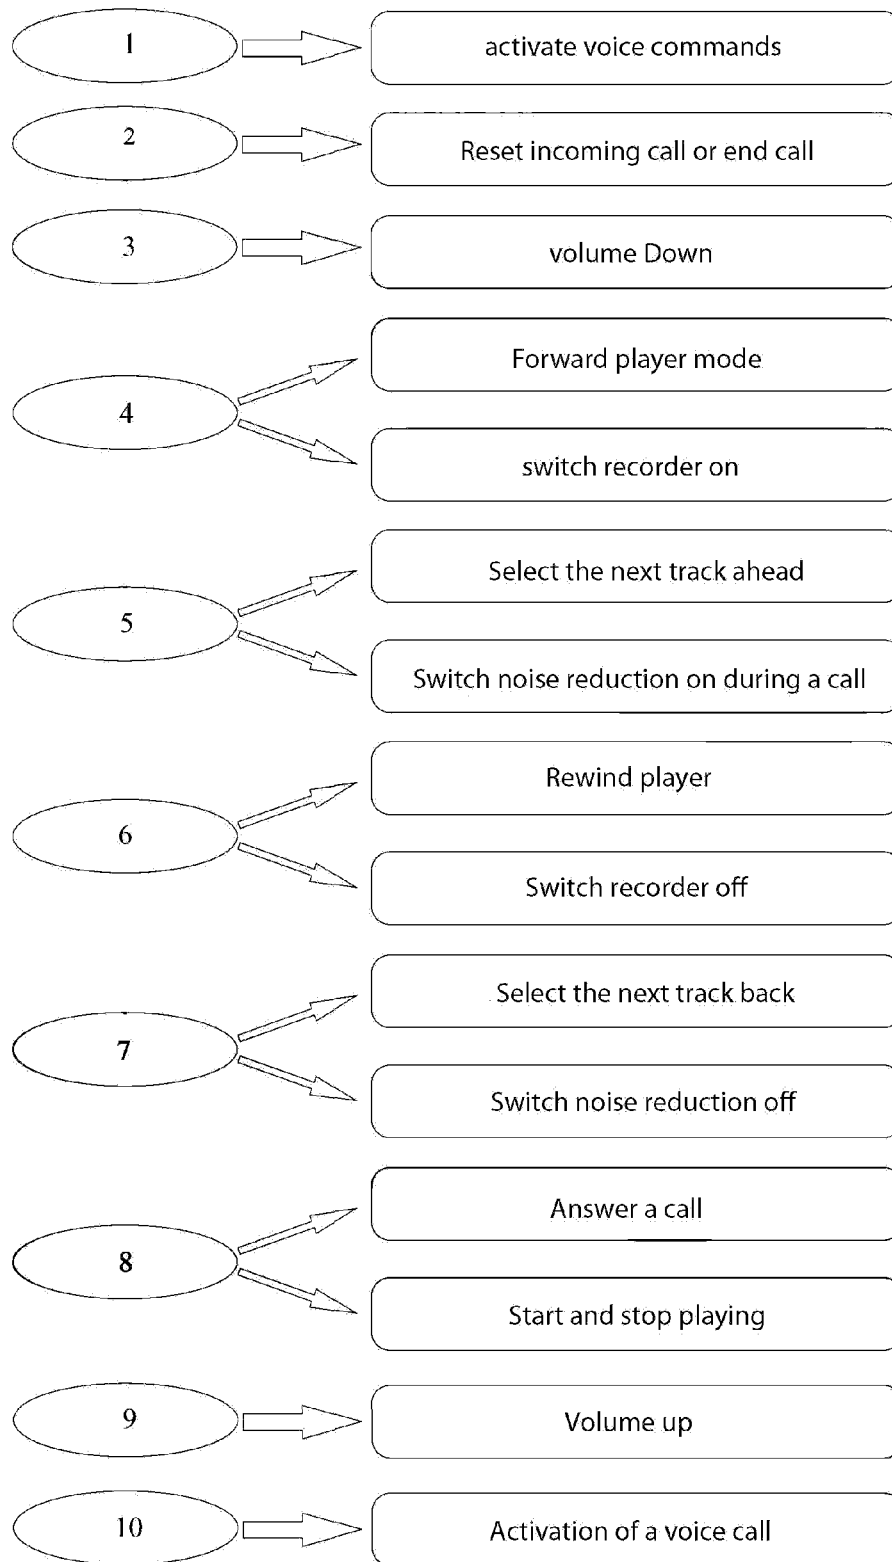 1
activate voice commands
2
Reset incoming call or end call
3
volume Down
4
Forward player mode
switch recorder on
5
Select the next track ahead
Switch noise reduction on during a call
6
Rewind player
Switch recorder off
7
Select the next track back
Switch noise reduction off
8
Answer a call
Start and stop playing
9
Volume up
10
Activation of a voice call